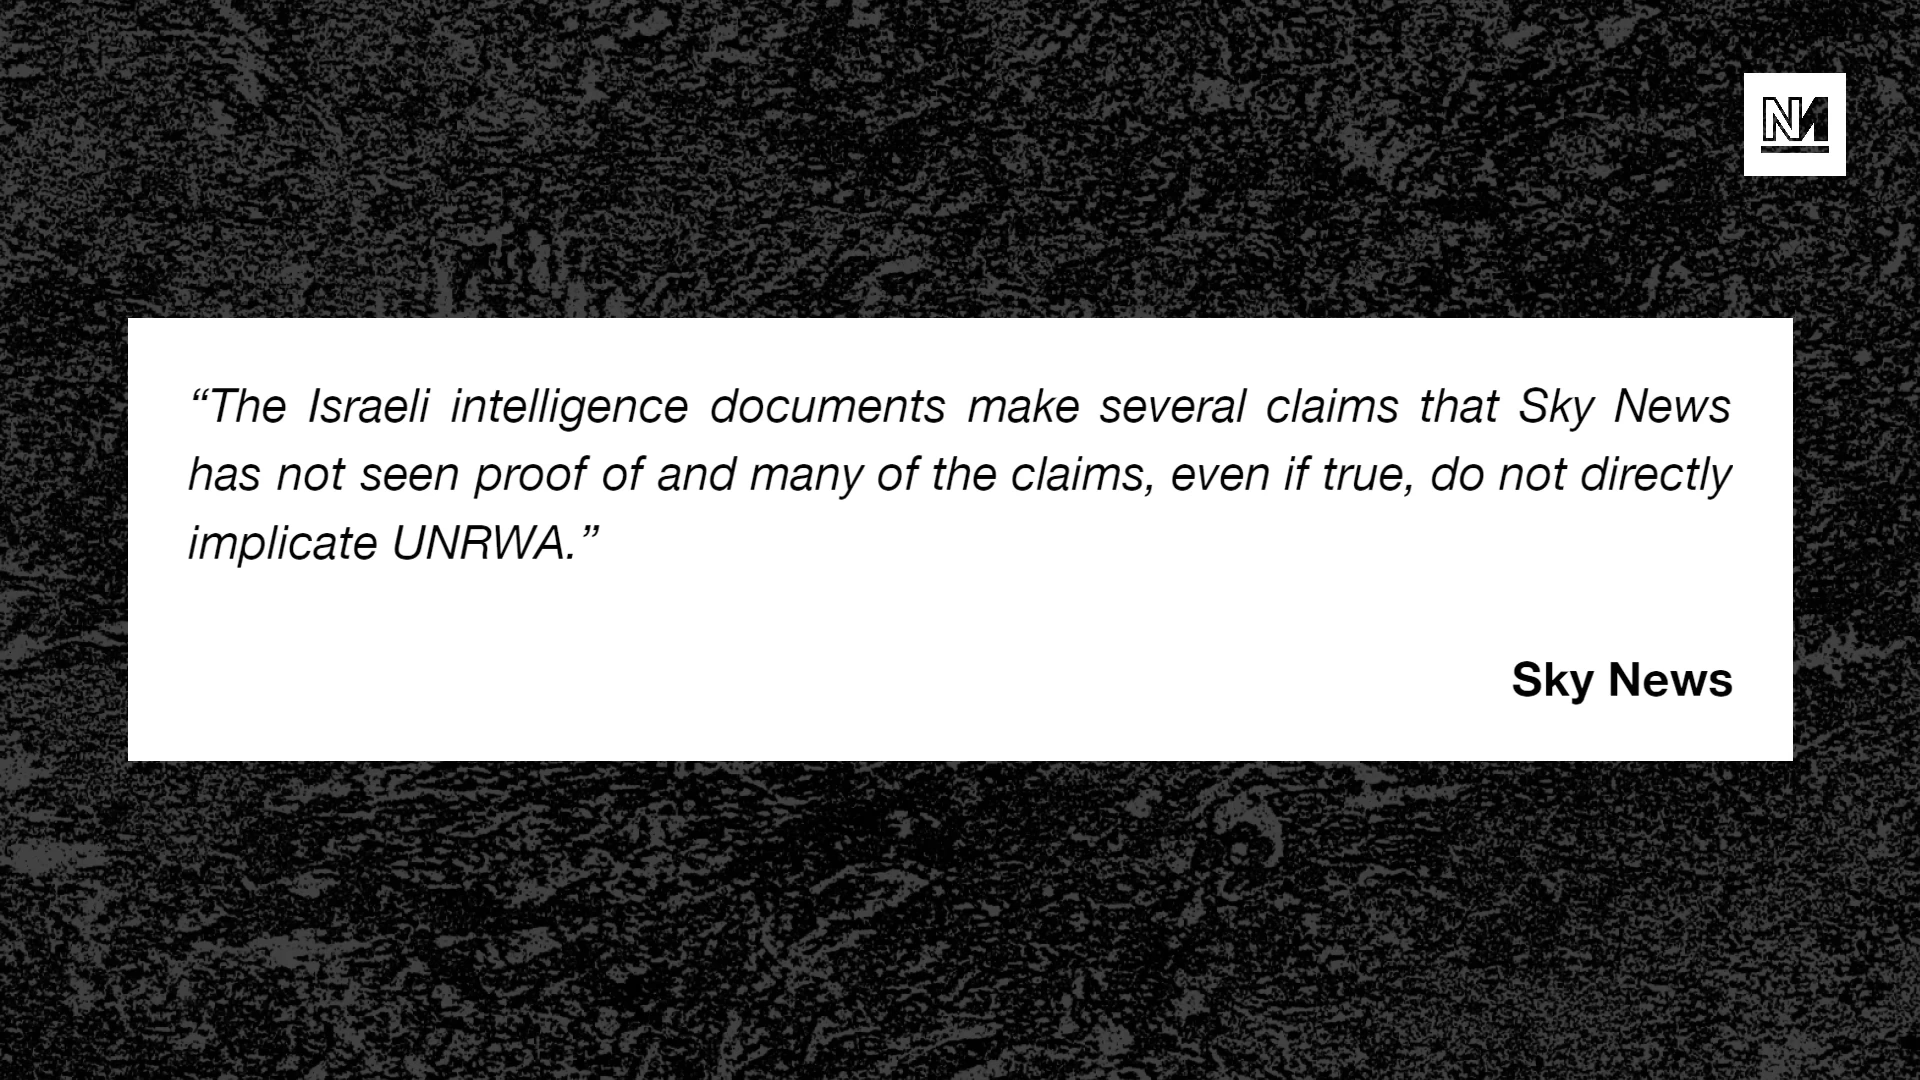 “The Israeli intelligence documents make several claims that Sky News
has not seen proof of and many of the claims, even if true, do not directly
implicate UNRWA.”
Sky News